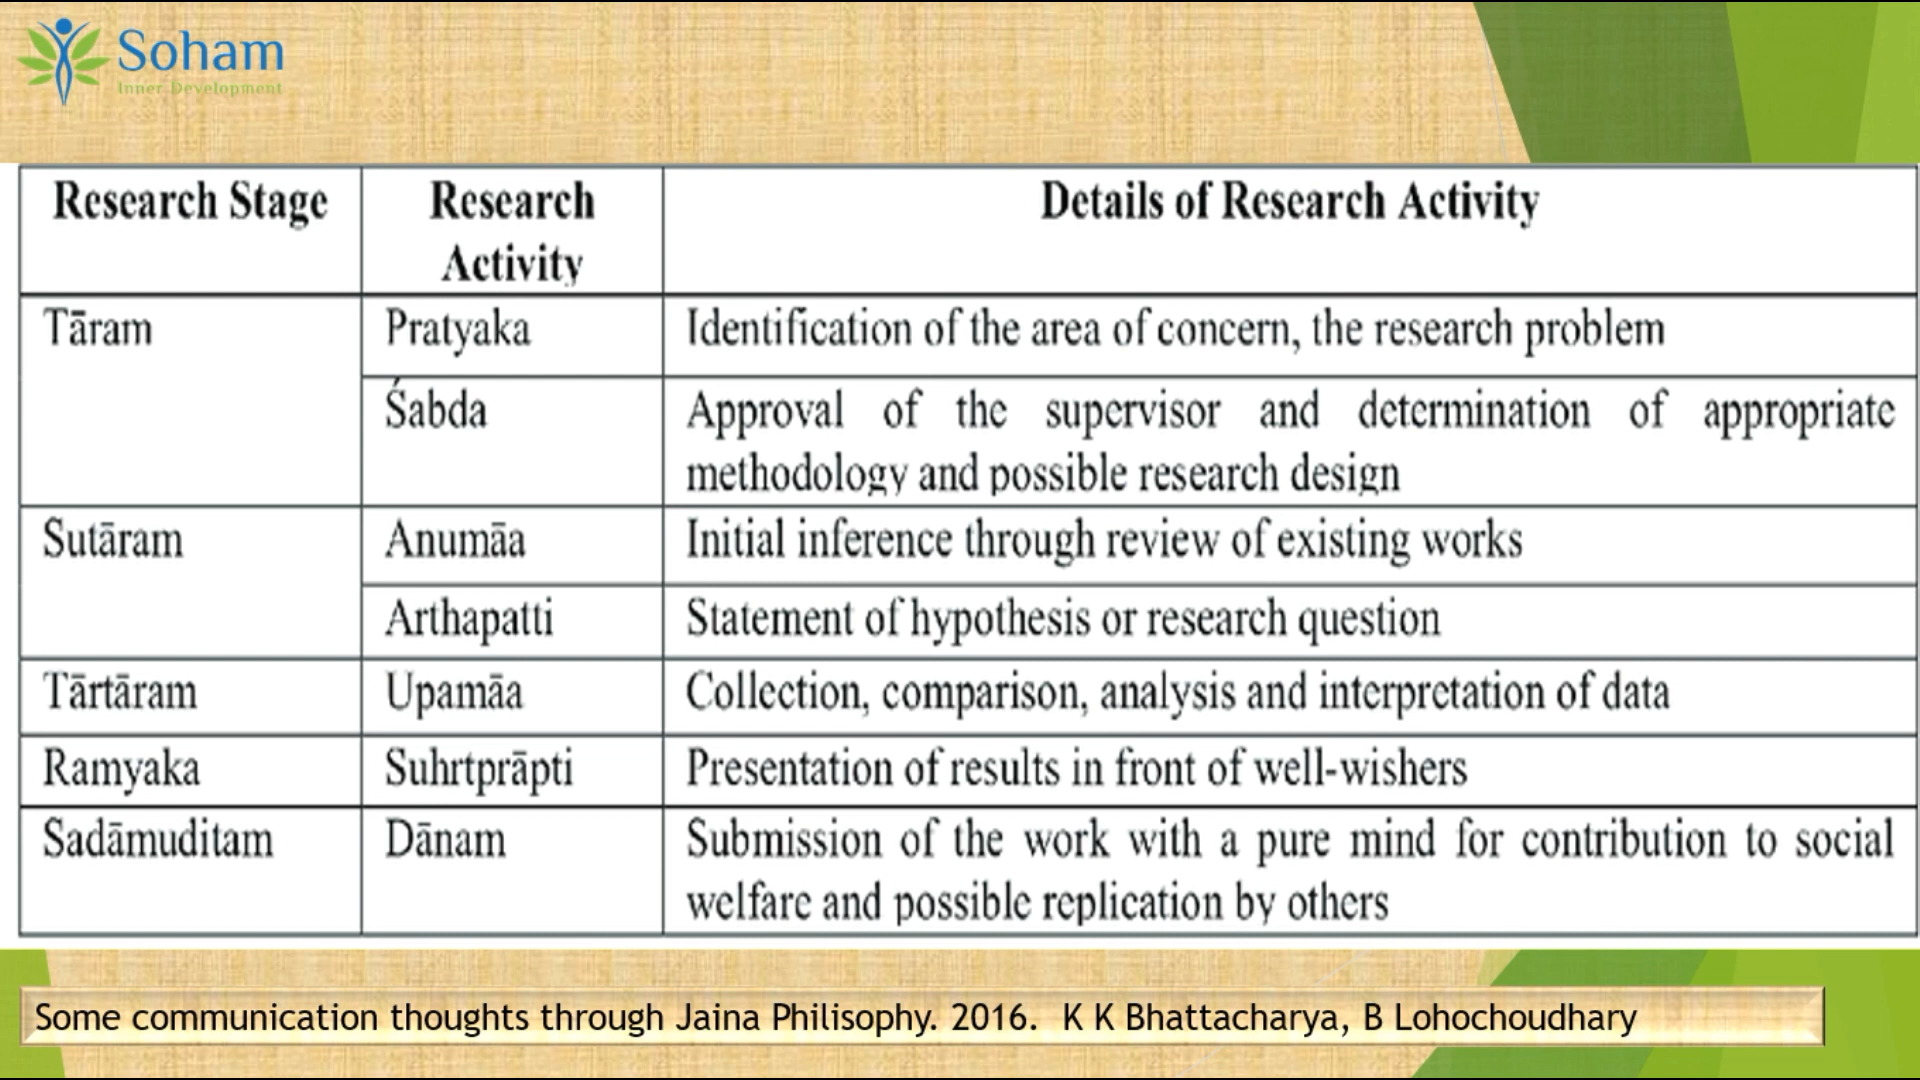 Soham
Inner Development
Research Stage Research Details of Research Activity
Activity
Tāram Pratyaka Identification of the area of concern, the research problem
Śabda Approval of the supervisor and determination of appropriate
methodology and possible research design
Sutāram Anumāa Initial inference through review of existing works
Arthapatti Statement of hypothesis or research question
Tārtāram Upamāa Collection, comparison, analysis and interpretation of data
Ramyaka Suhrtprāpti Presentation of results in front of well-wishers
Sadāmuditam Dānam Submission of the work with a pure mind for contribution to social
welfare and possible replication by others
Some communication thoughts through Jaina Philisophy. 2016. K K Bhattacharya, B Lohochoudhary